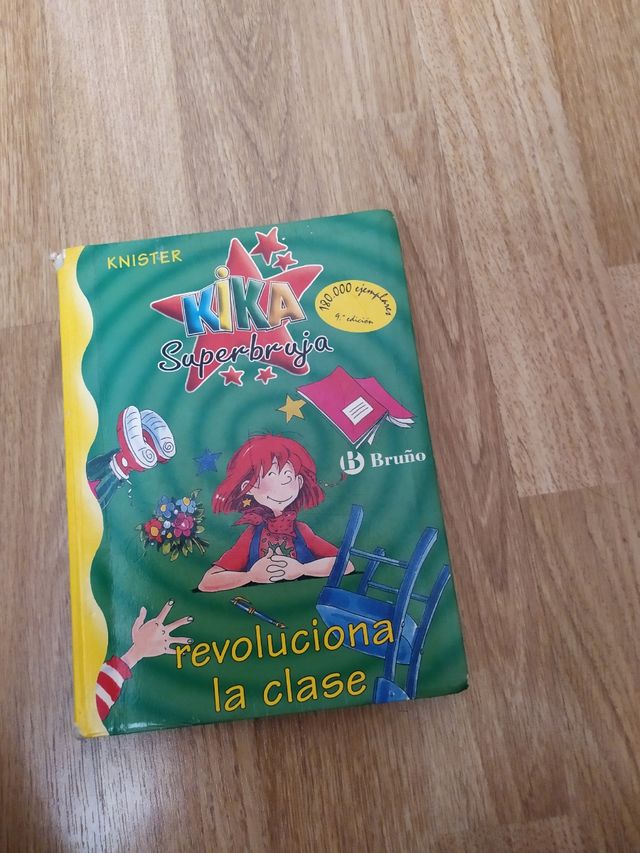 KNISTER
KIKA
Superbruja
180.000 ejemplares
9.ª edición
B Bruño
revoluciona
la clase